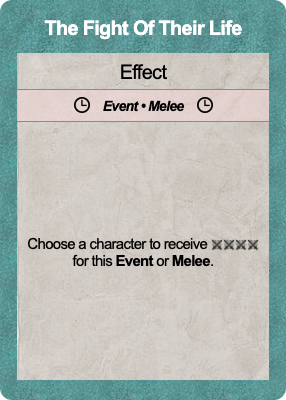 The Fight Of Their Life
Effect
Event • Melee
Choose a character to receive
for this Event or Melee.